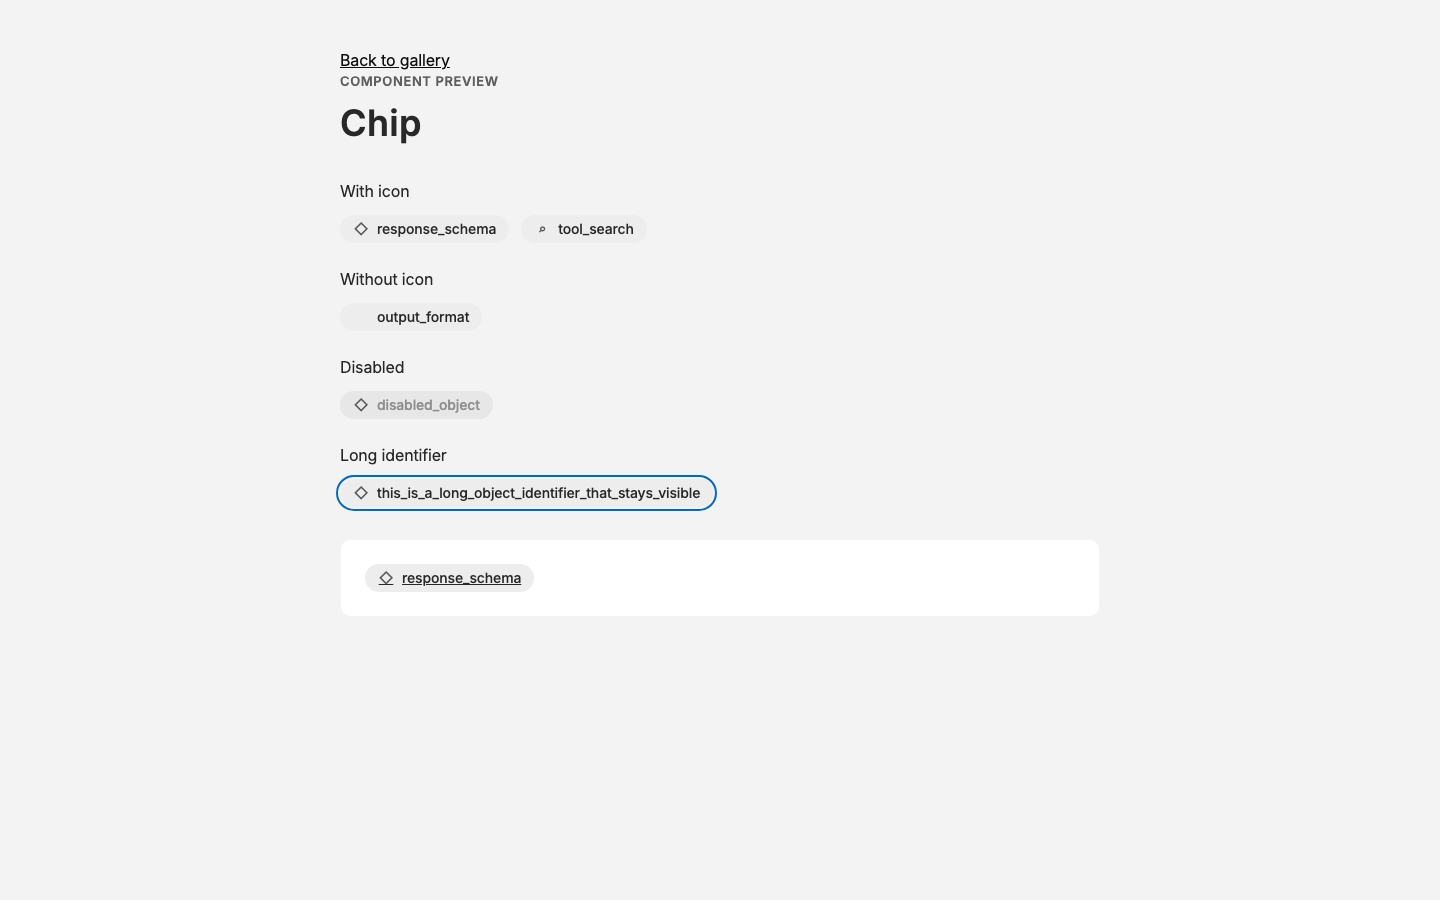 Back to gallery
COMPONENT PREVIEW
Chip
With icon
response_schema
tool_search
Without icon
output_format
Disabled
disabled_object
Long identifier
this_is_a_long_object_identifier_that_stays_visible
response_schema